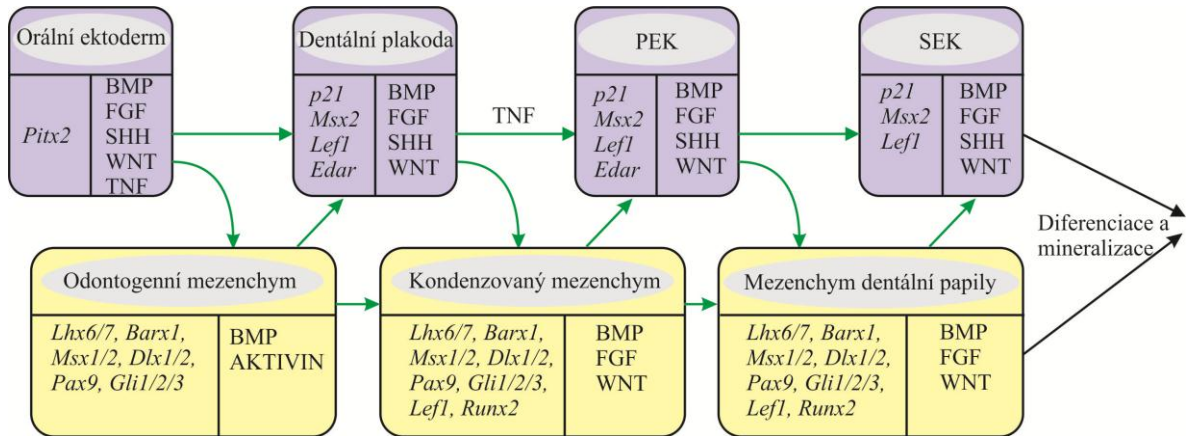 Orální ektoderm
Pitx2
BMP
FGF
SHH
WNT
TNF
Dentální plakoda
p21
Msx2
Lef1
Edar
BMP
FGF
SHH
WNT
TNF
PEK
p21
Msx2
Lef1
Edar
BMP
FGF
SHH
WNT
SEK
p21
Msx2
Lef1
BMP
FGF
SHH
WNT
Diferenciace a
mineralizace
Odontogenní mezenchym
Lhx6/7, Barx1,
Msx1/2, Dlx1/2,
Pax9, Gli1/2/3
BMP
AKTIVIN
Kondenzovaný mezenchym
Lhx6/7, Barx1,
Msx1/2, Dlx1/2,
Pax9, Gli1/2/3,
Lef1, Runx2
BMP
FGF
WNT
Mezenchym dentální papily
Lhx6/7, Barx1,
Msx1/2, Dlx1/2,
Pax9, Gli1/2/3,
Lef1, Runx2
BMP
FGF
WNT